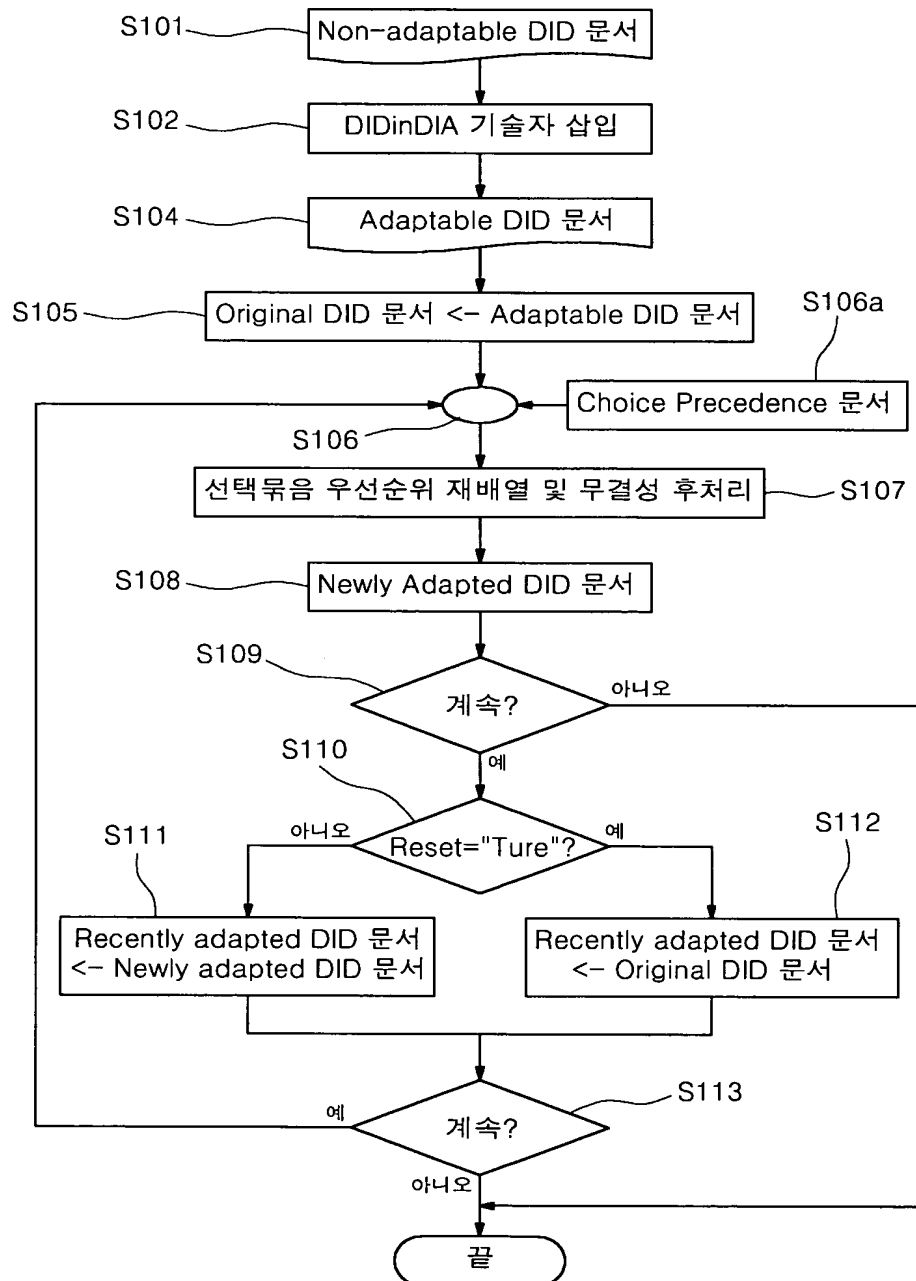 S101
Non-adaptable DID 문서
S102
DIDinDIA 기술자 삽입
S104
Adaptable DID 문서
S105
Original DID 문서 <- Adaptable DID 문서
S106a
Choice Precedence 문서
S106
선택묶음 우선순위 재배열 및 무결성 후처리
S107
S108
Newly Adapted DID 문서
S109
계속?
아니오
예
S110
Reset="Ture"?
아니오
예
S111
Recently adapted DID 문서
<- Newly adapted DID 문서
S112
Recently adapted DID 문서
<- Original DID 문서
S113
계속?
예
아니오
끝